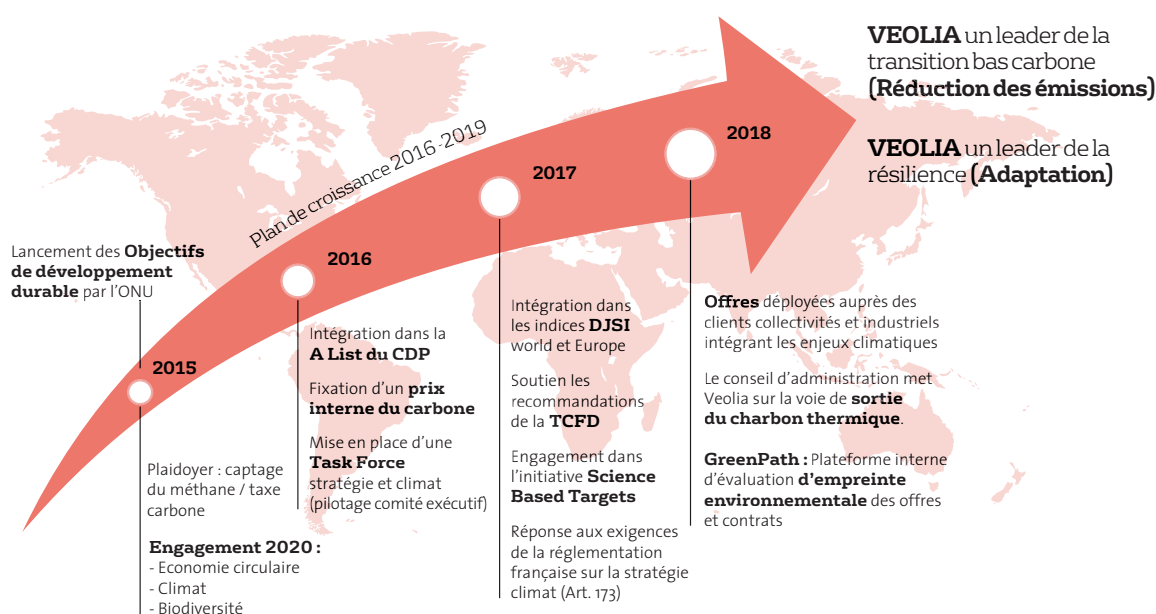 VEOLIA un leader de la
transition bas carbone
(Réduction des émissions)
VEOLIA un leader de la
résilience (Adaptation)
Plan de croissance 2016-2019
Lancement des Objectifs
de développement
durable par l'ONU
2015
Plaidoyer : captage
du méthane / taxe
carbone
Engagement 2020 :
- Economie circulaire
- Climat
- Biodiversité
2016
Intégration dans la
A List du CDP
Fixation d'un prix
interne du carbone
Mise en place d'une
Task Force
stratégie et climat
(pilotage comité exécutif)
2017
Intégration dans
les indices DJSI
world et Europe
Soutien les
recommandations
de la TCFD
Engagement dans
l'initiative Science
Based Targets
Réponse aux exigences
de la réglementation
française sur la stratégie
climat (Art. 173)
2018
Offres déployées auprès des
clients collectivités et industriels
intégrant les enjeux climatiques
Le conseil d'administration met
Veolia sur la voie de sortie
du charbon thermique.
GreenPath : Plateforme interne
d'évaluation d'empreinte
environnementale des offres
et contrats